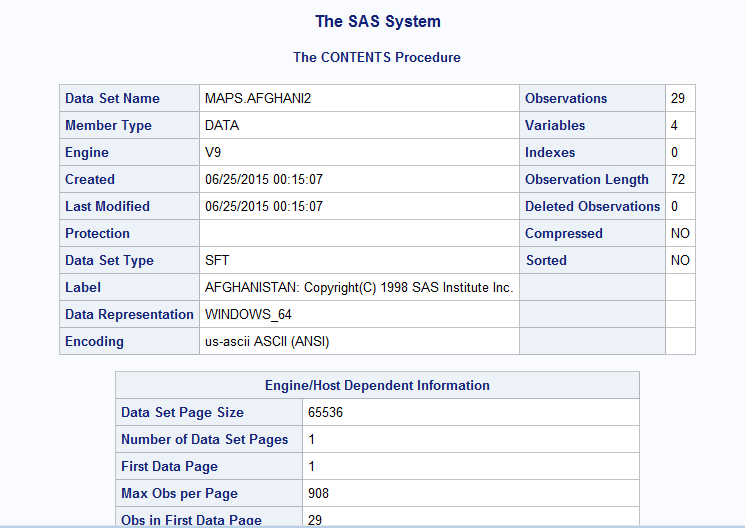 The SAS System
The CONTENTS Procedure
Data Set Name MAPS.AFGHANI2 Observations 29
Member Type DATA Variables 4
Engine V9 Indexes 0
Created 06/25/2015 00:15:07 Observation Length 72
Last Modified 06/25/2015 00:15:07 Deleted Observations 0
Protection Compressed NO
Data Set Type SFT Sorted NO
Label AFGHANISTAN: Copyright(C) 1998 SAS Institute Inc.
Data Representation WINDOWS_64
Encoding us-ascii ASCII (ANSI)
Engine/Host Dependent Information
Data Set Page Size 65536
Number of Data Set Pages 1
First Data Page 1
Max Obs per Page 908
Obs in First Data Page 29